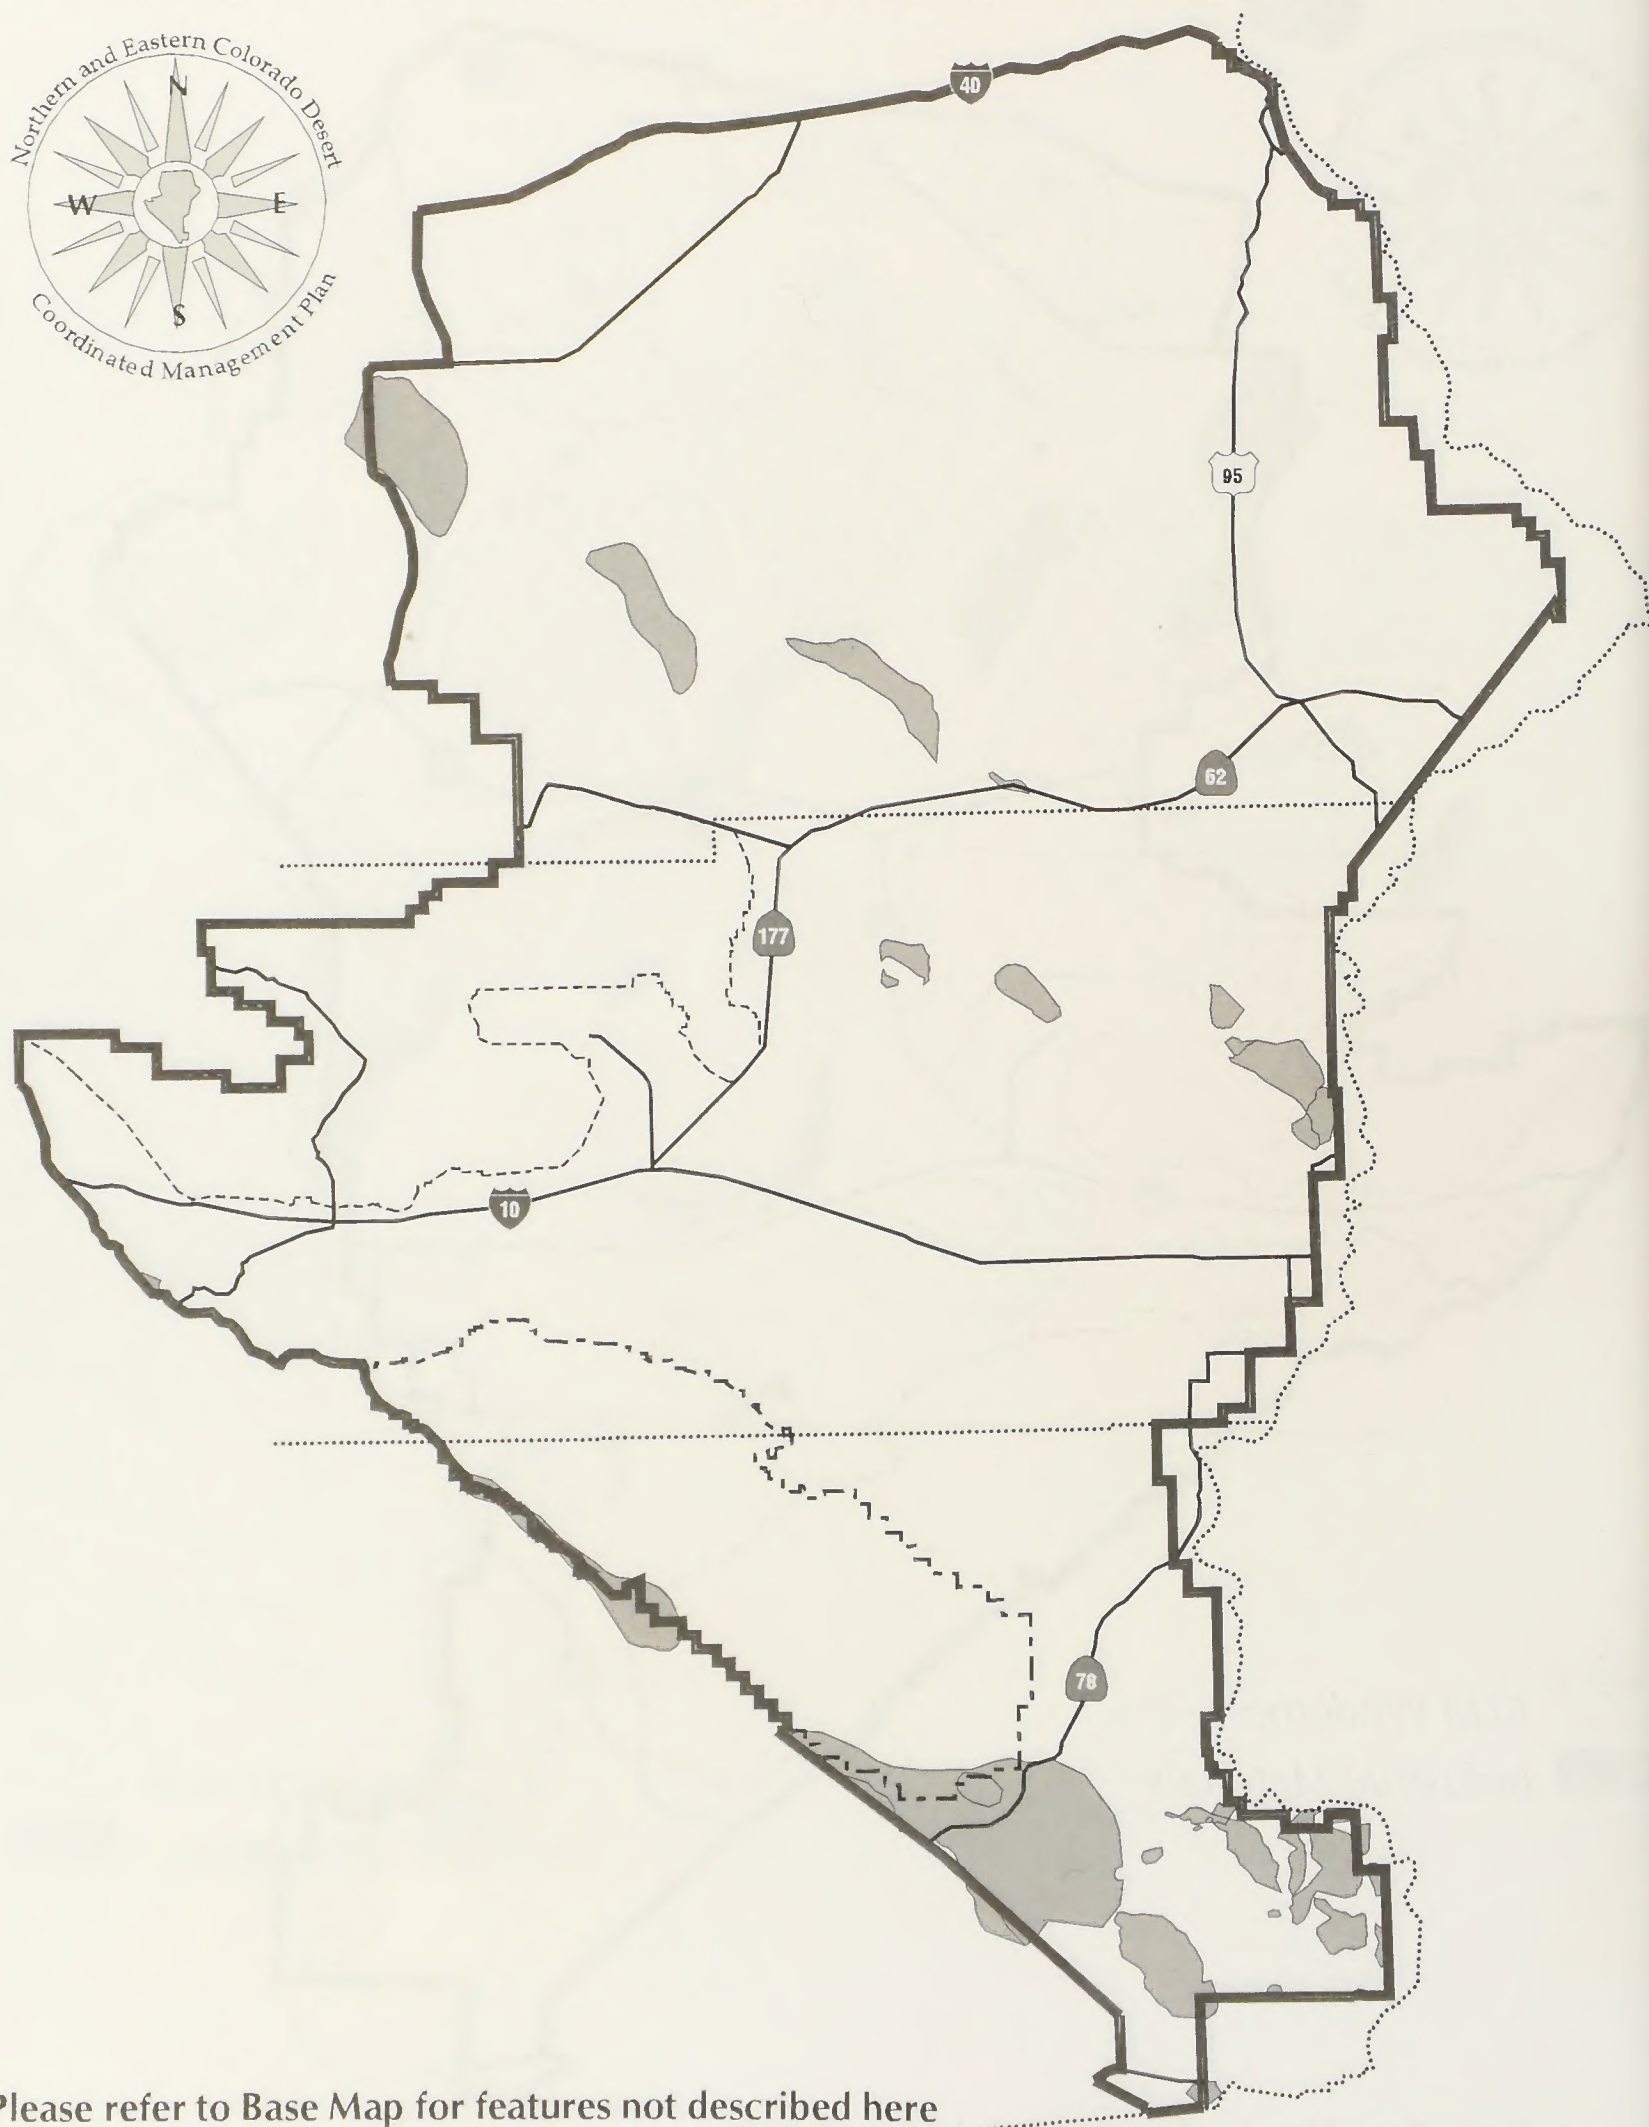 Northern and Eastern Colorado Desert
N
W
E
S
Coordinated Management Plan
40
95
62
177
10
78
Please refer to Base Map for features not described here